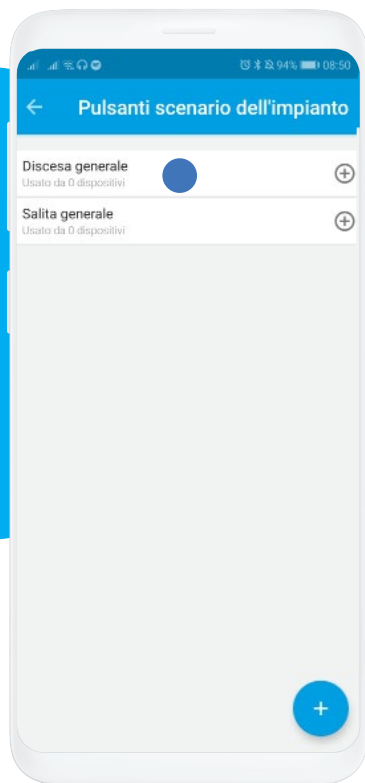 94% 08:50
Pulsanti scenario dell'impianto
Discesa generale
Usato da 0 dispositivi
Salita generale
Usato da 0 dispositivi